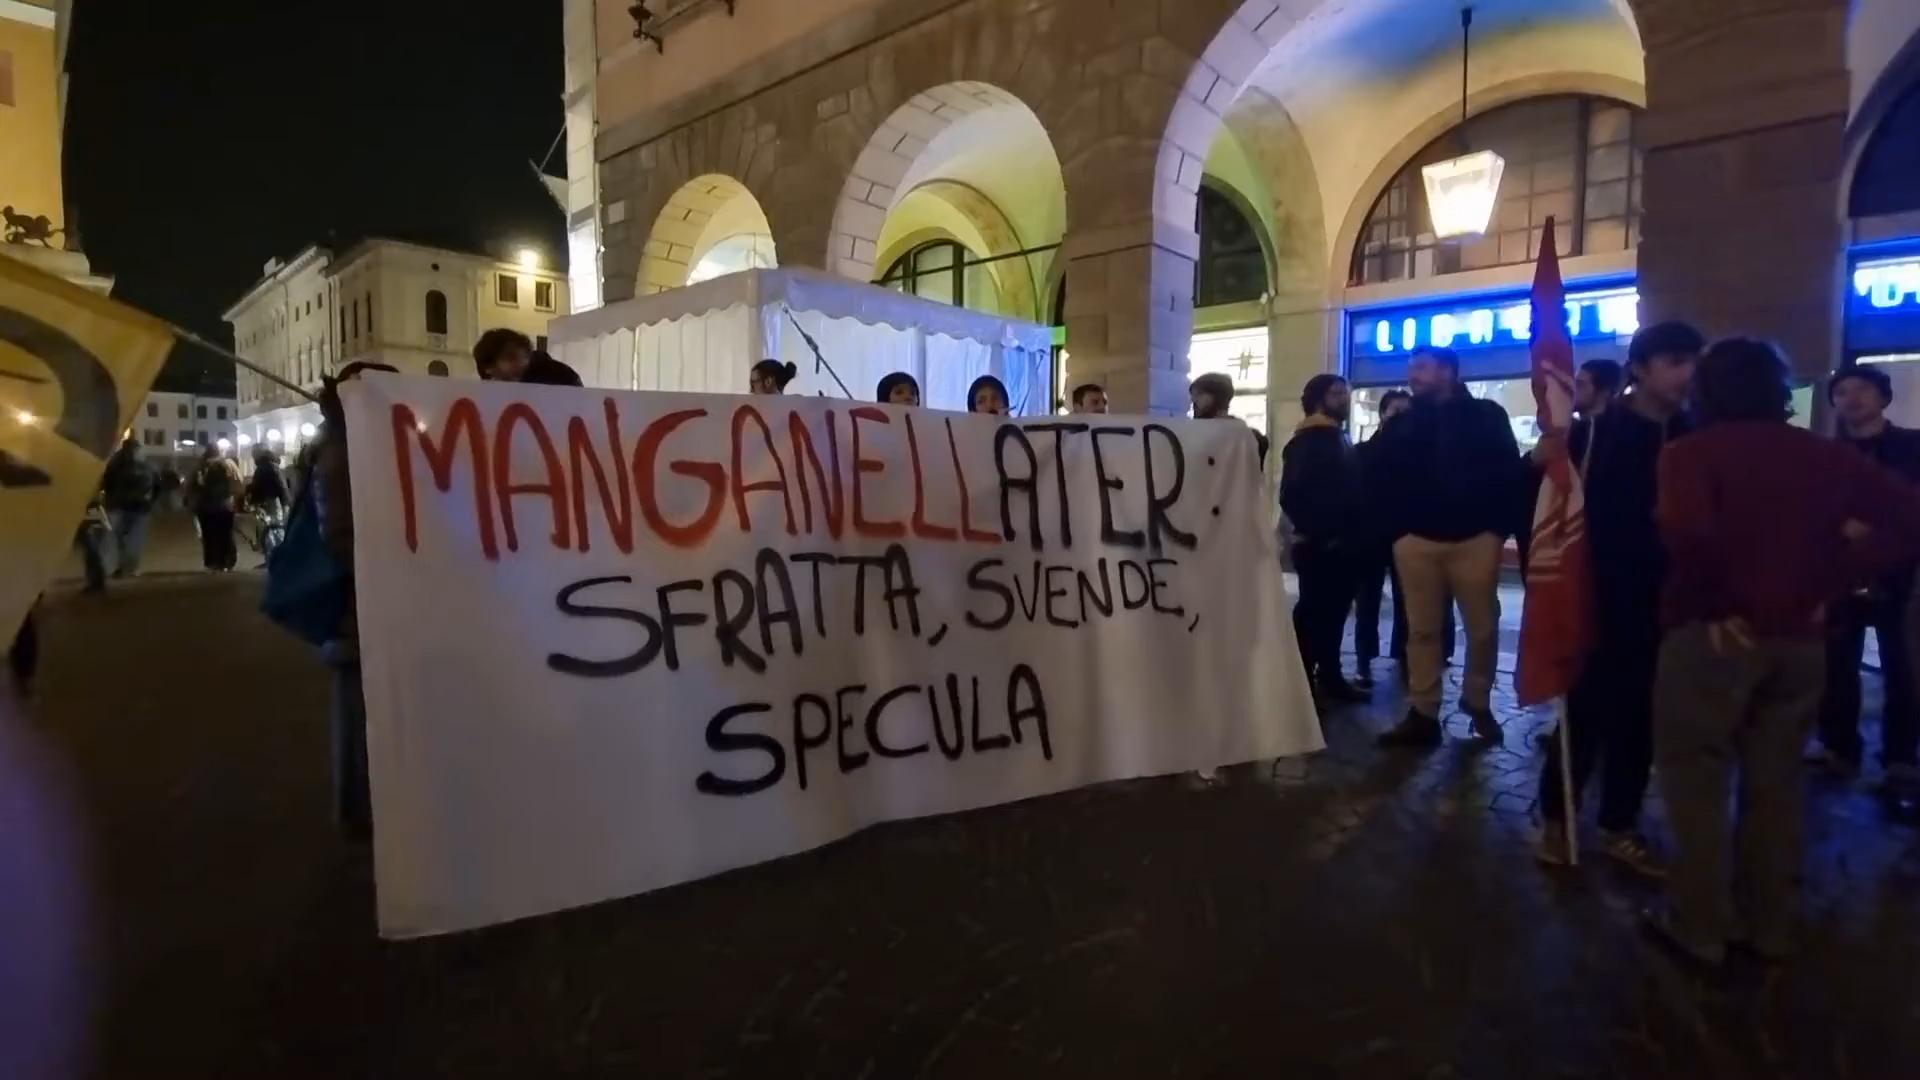 MANGANELLATER:
SFRATTA, SVENDE,
SPECULA
#